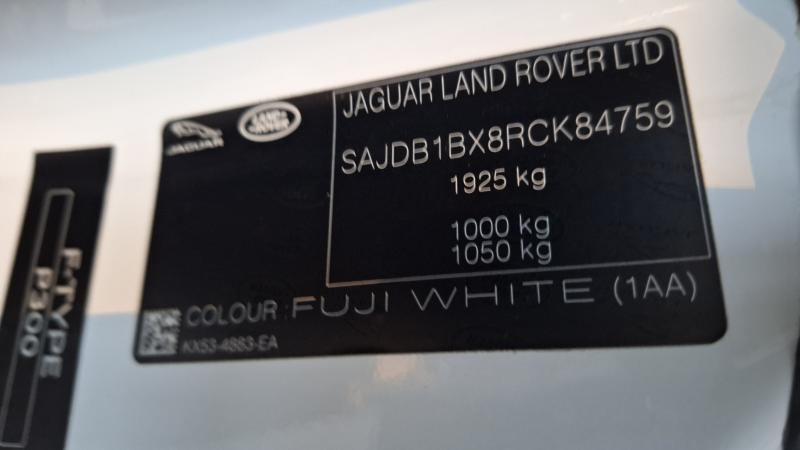 JAGUAR
LAND ROVER
JAGUAR LAND ROVER LTD
SAJDB1BX8RCK84759
1925 kg
1000 kg
1050 kg
COLOUR: FUJI WHITE (1AA)
KX53-4883-EA
F-TYPE
P300